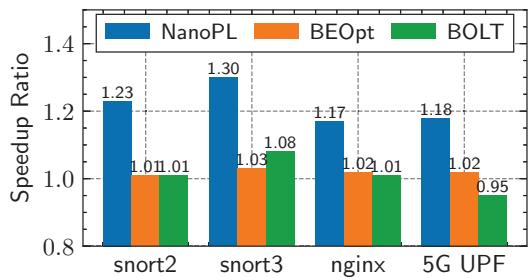 NanoPL BEOpt BOLT
Speedup Ratio
1.4
1.2
1.0
0.8
1.23 1.01 1.01
1.30 1.03 1.08
1.17 1.02 1.01
1.18 1.02 0.95
snort2 snort3 nginx 5G UPF